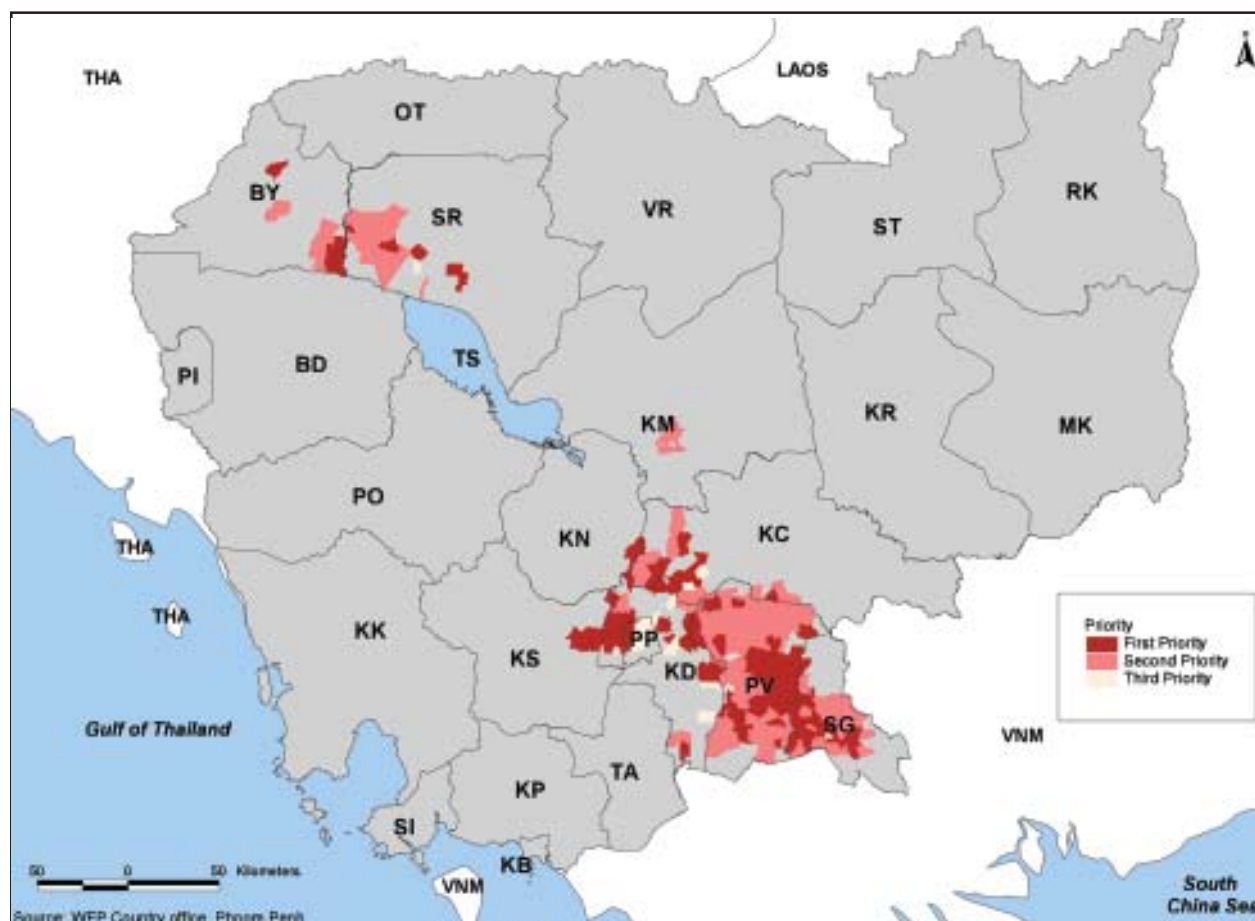 THA
LAOS
OT
BY
SR
VR
ST
RK
PI
BD
TS
KM
KR
MK
PO
KN
KC
THA
THA
KK
KS
PP
KD
PV
SG
Priority
First Priority
Second Priority
Third Priority
Gulf of Thailand
VNM
TA
KP
SI
KB
VNM
50 0 50 Kilometers
South
China Sea
Source: WFP Country office, Phnom Penh